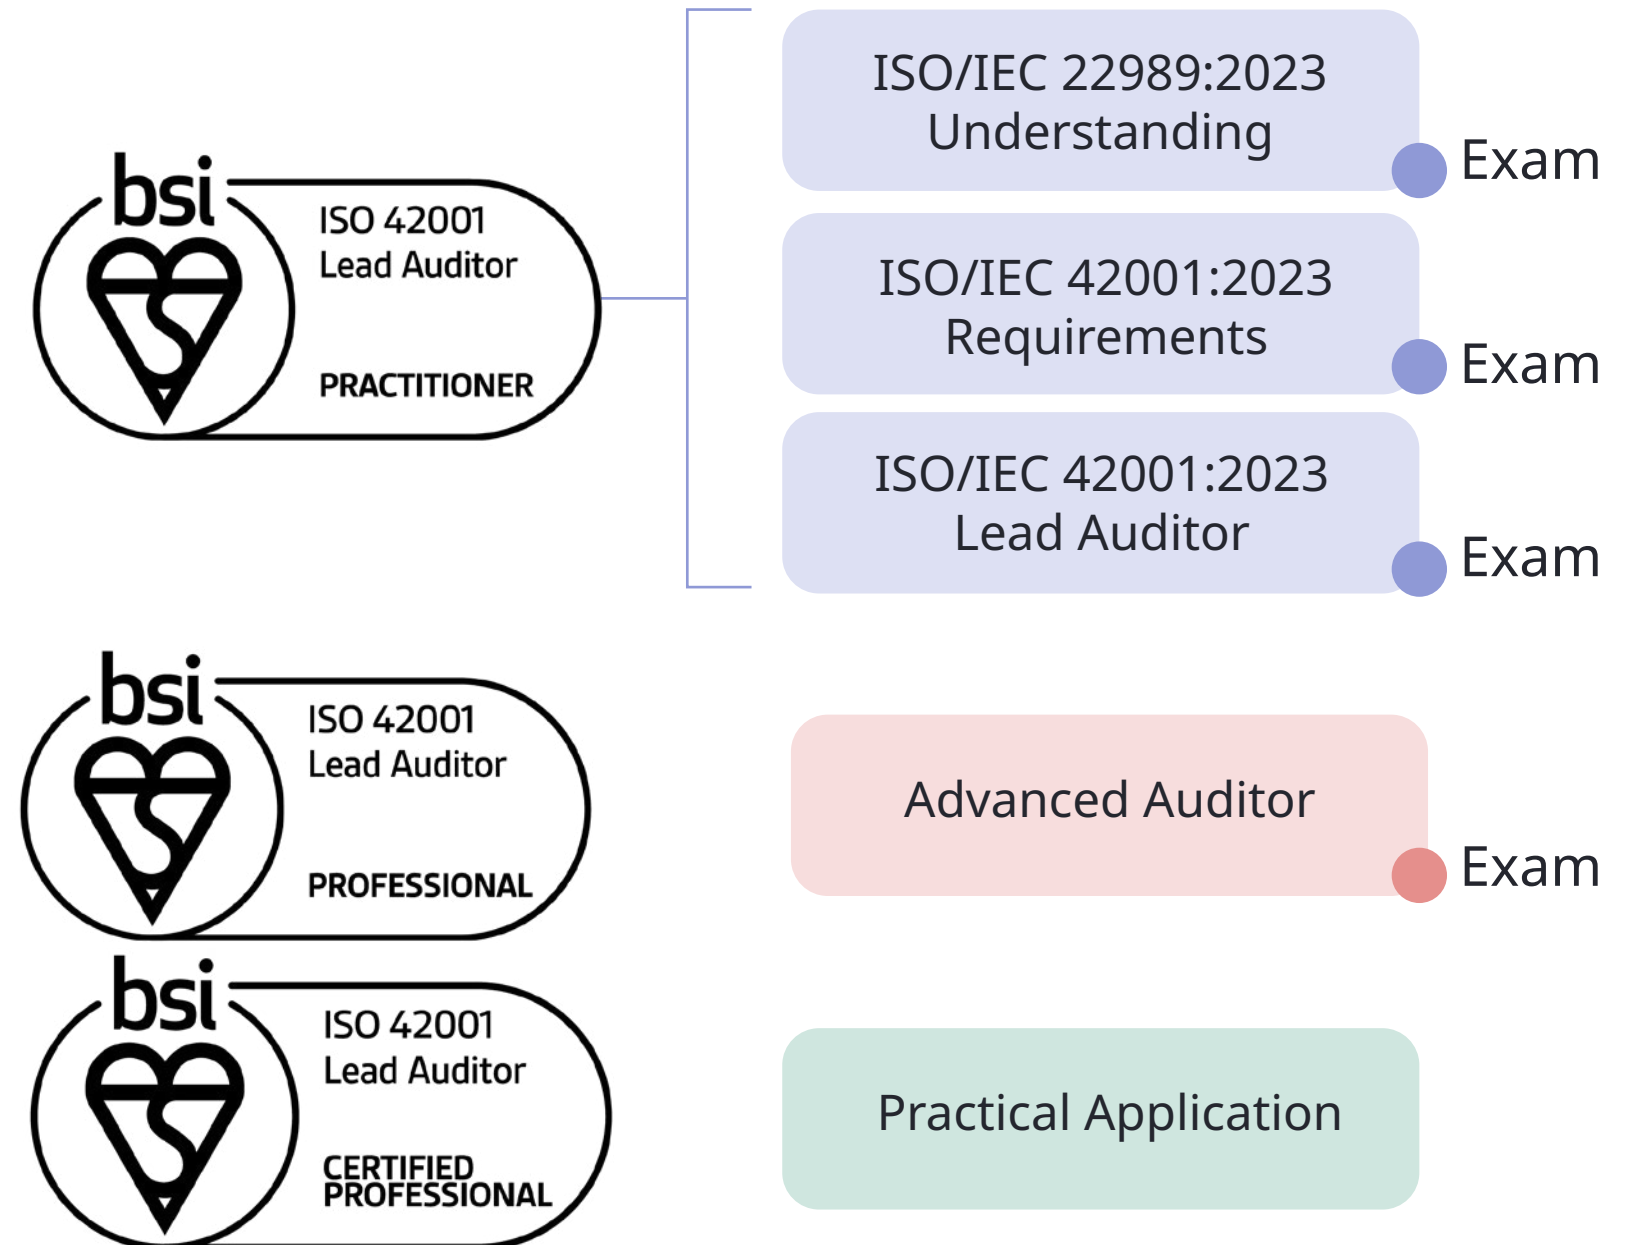 bsi
ISO 42001
Lead Auditor
PRACTITIONER
ISO/IEC 22989:2023
Understanding
Exam
ISO/IEC 42001:2023
Requirements
Exam
ISO/IEC 42001:2023
Lead Auditor
Exam
bsi
ISO 42001
Lead Auditor
PROFESSIONAL
Advanced Auditor
Exam
bsi
ISO 42001
Lead Auditor
CERTIFIED
PROFESSIONAL
Practical Application